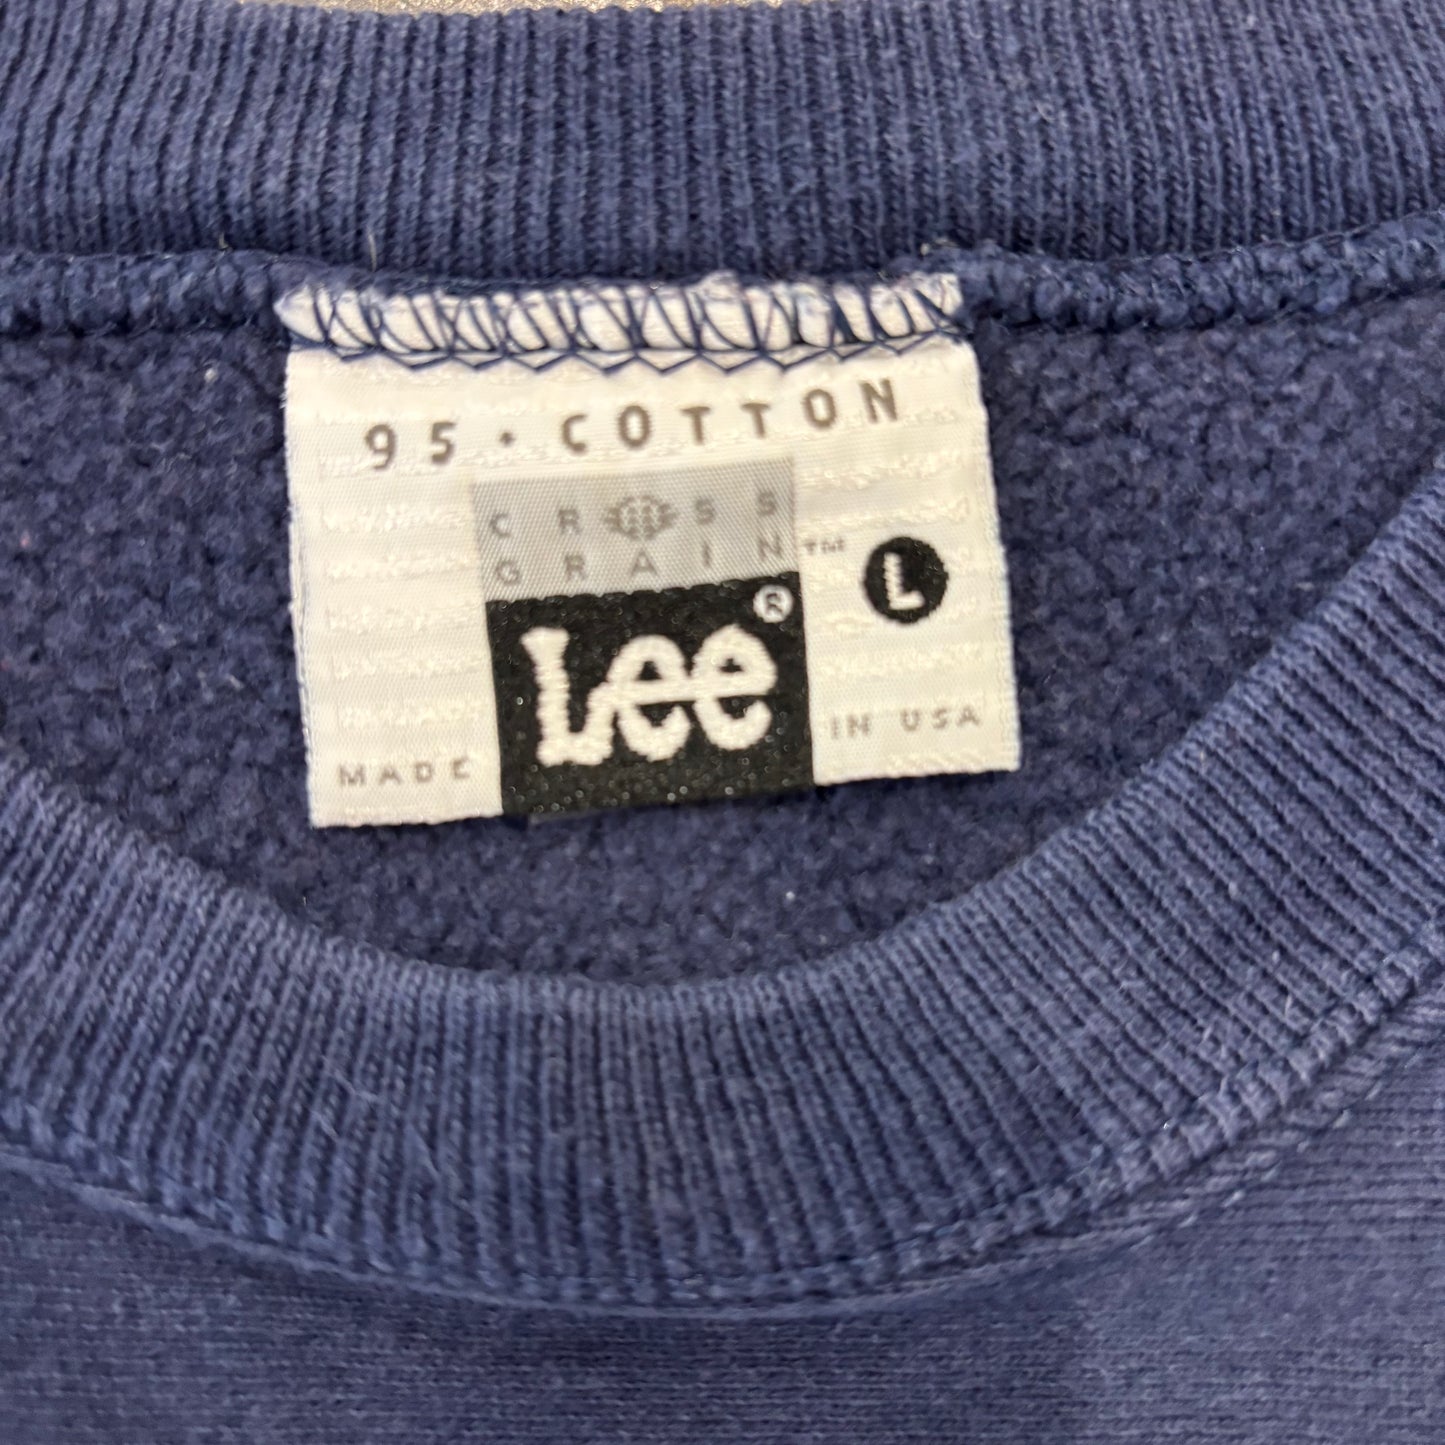 95 • COTTON
CROSS
GRAIN™
L
Lee®
MADE IN USA